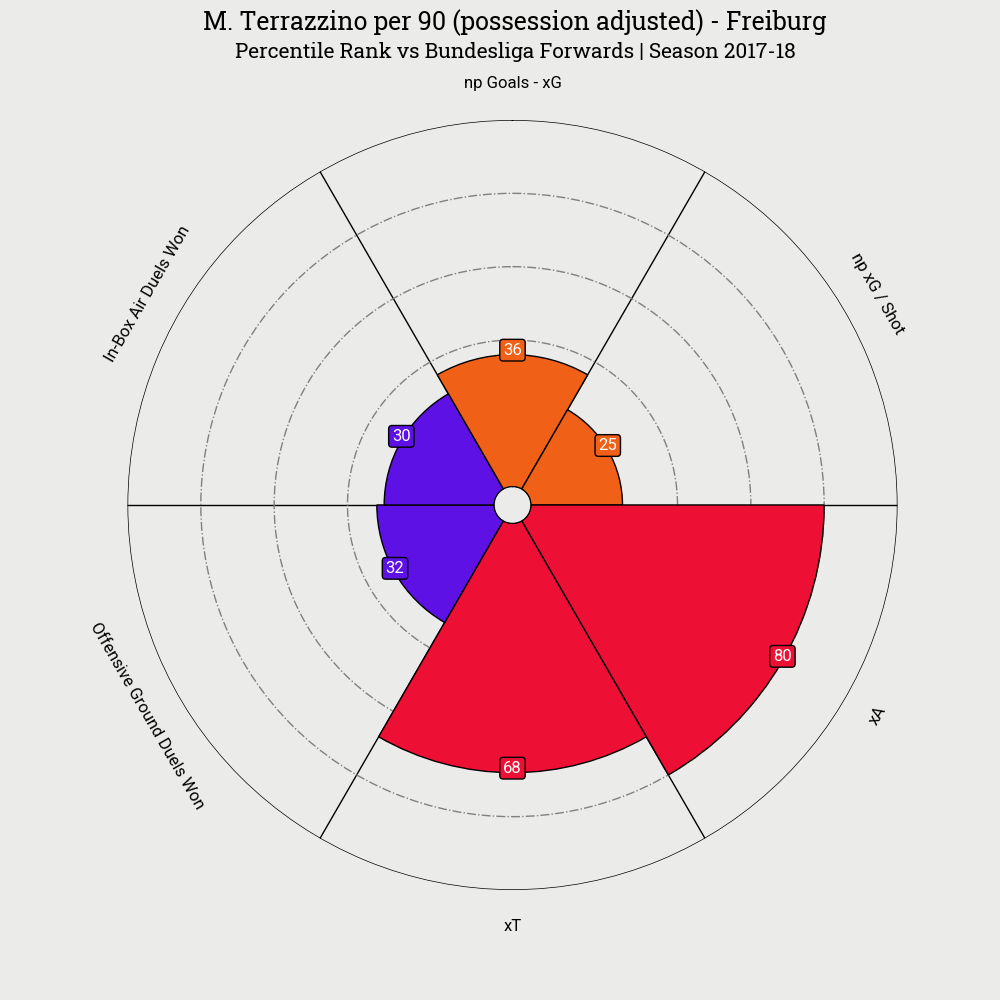 M. Terrazzino per 90 (possession adjusted) - Freiburg
Percentile Rank vs Bundesliga Forwards | Season 2017-18
np Goals - xG
np xG / Shot
In-Box Air Duels Won
36
30
25
32
80
68
Offensive Ground Duels Won
xA
xT